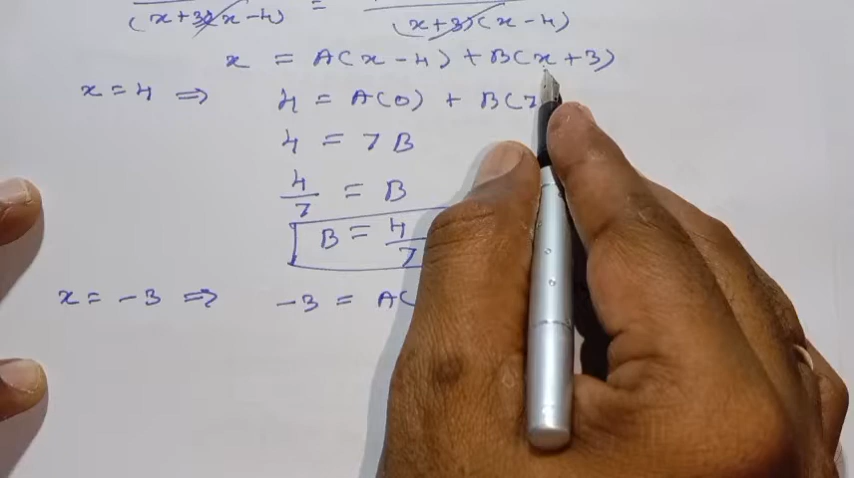 (x+3)(x-4) = (x+3)(x-4)
x = A(x-4) + B(x+3)
x=4 ⇒ 4 = A(0) + B(7
4 = 7B
4/7 = B
B = 4/7
x = -3 ⇒ -3 = A(